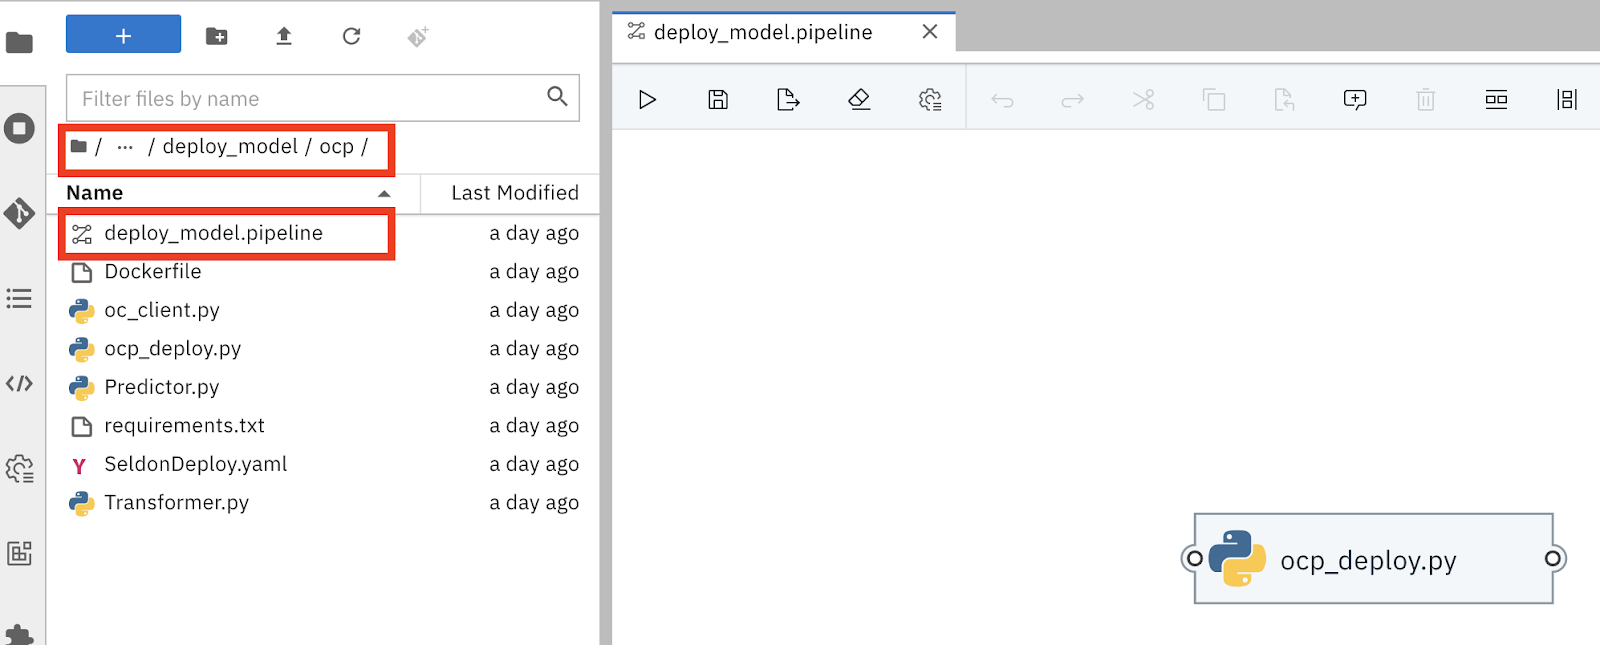 deploy_model.pipeline
Filter files by name
/ ... / deploy_model / ocp /
Name Last Modified
deploy_model.pipeline a day ago
Dockerfile a day ago
oc_client.py a day ago
ocp_deploy.py a day ago
Predictor.py a day ago
requirements.txt a day ago
Y SeldonDeploy.yaml a day ago
Transformer.py a day ago
ocp_deploy.py